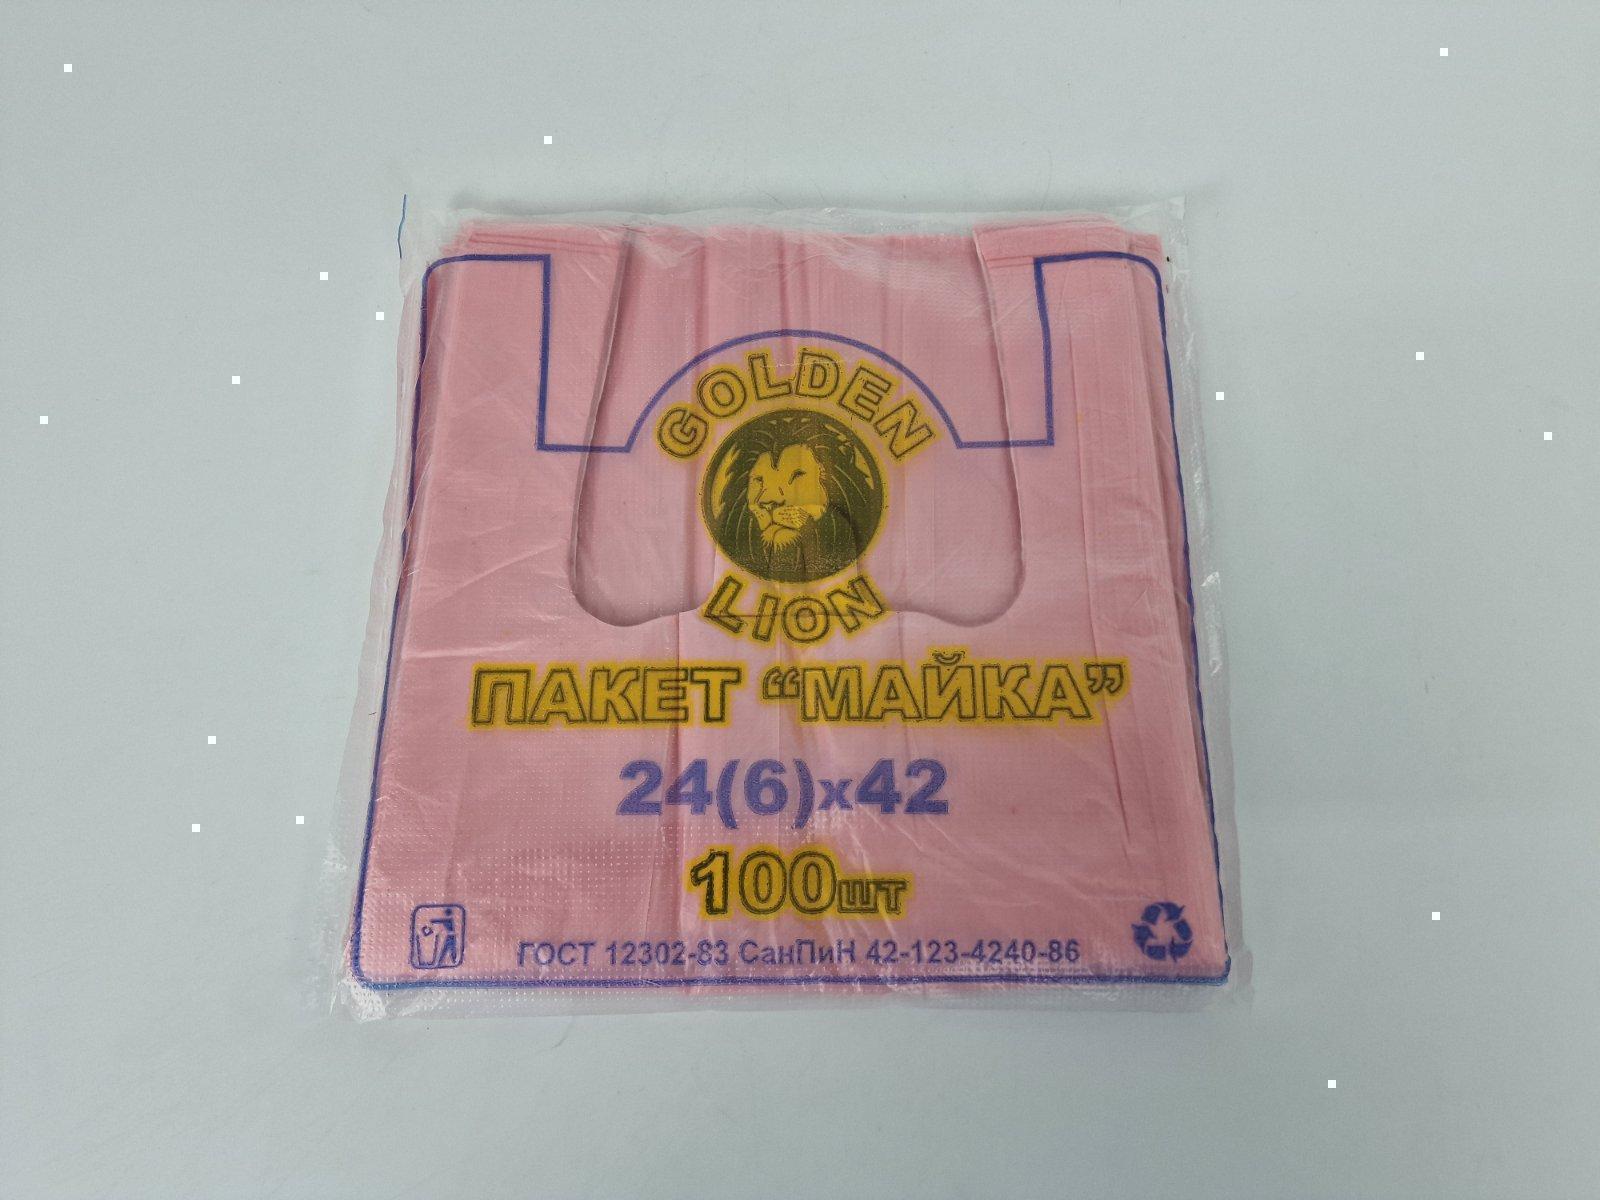 GOLDEN
LION
ПАКЕТ “МАЙКА”
24(6)x42
100шт
ГОСТ 12302-83 СанПиН 42-123-4240-86